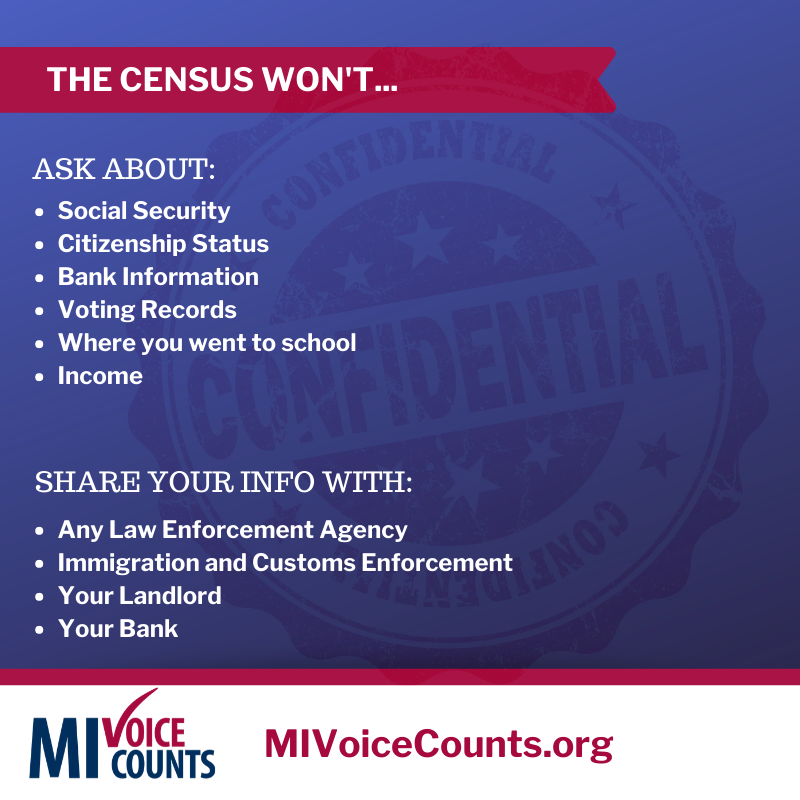 THE CENSUS WON'T...
ASK ABOUT:
• Social Security
• Citizenship Status
• Bank Information
• Voting Records
• Where you went to school
• Income
CONFIDENTIAL
CONFIDENTIAL
CONFIDENTIAL
SHARE YOUR INFO WITH:
• Any Law Enforcement Agency
• Immigration and Customs Enforcement
• Your Landlord
• Your Bank
MI VOICE
COUNTS
MIVoiceCounts.org